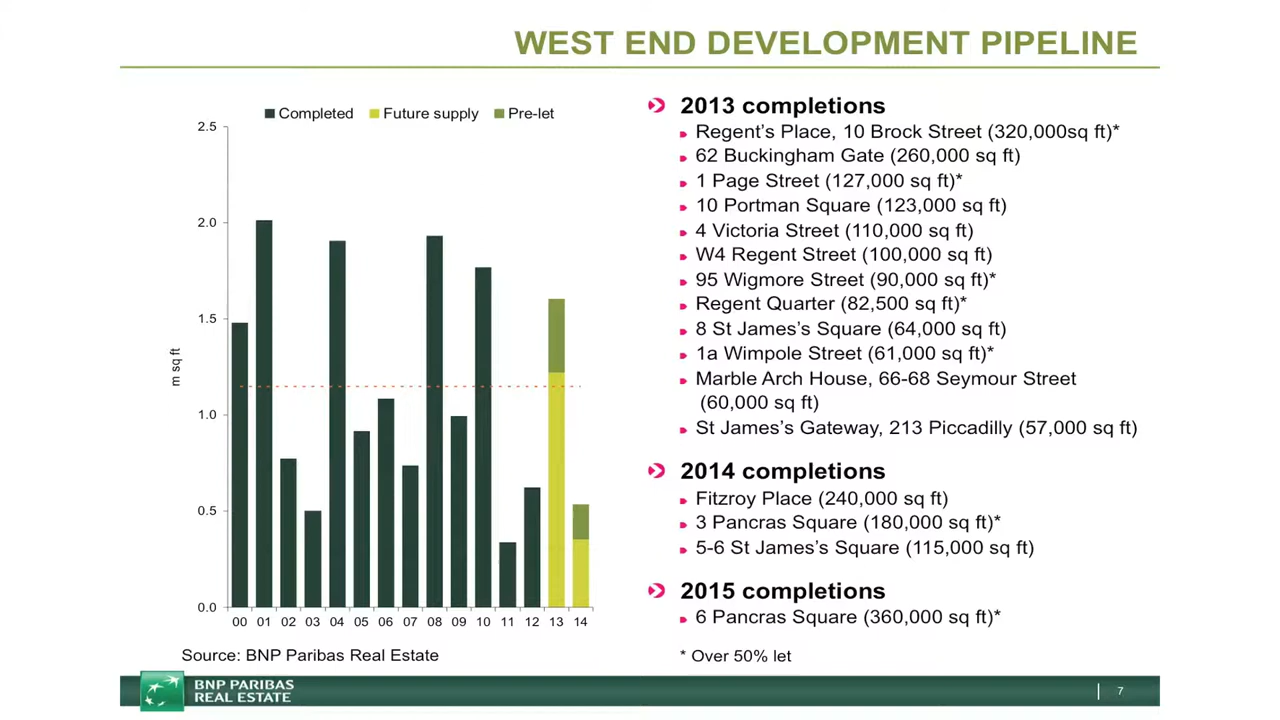 WEST END DEVELOPMENT PIPELINE
Completed Future supply Pre-let
2.5
2.0
1.5
1.0
0.5
0.0
m sq ft
00 01 02 03 04 05 06 07 08 09 10 11 12 13 14
Source: BNP Paribas Real Estate
2013 completions
Regent's Place, 10 Brock Street (320,000sq ft)*
62 Buckingham Gate (260,000 sq ft)
1 Page Street (127,000 sq ft)*
10 Portman Square (123,000 sq ft)
4 Victoria Street (110,000 sq ft)
W4 Regent Street (100,000 sq ft)
95 Wigmore Street (90,000 sq ft)*
Regent Quarter (82,500 sq ft)*
8 St James's Square (64,000 sq ft)
1a Wimpole Street (61,000 sq ft)*
Marble Arch House, 66-68 Seymour Street
(60,000 sq ft)
St James's Gateway, 213 Piccadilly (57,000 sq ft)
2014 completions
Fitzroy Place (240,000 sq ft)
3 Pancras Square (180,000 sq ft)*
5-6 St James's Square (115,000 sq ft)
2015 completions
6 Pancras Square (360,000 sq ft)*
* Over 50% let
BNP PARIBAS
REAL ESTATE
7